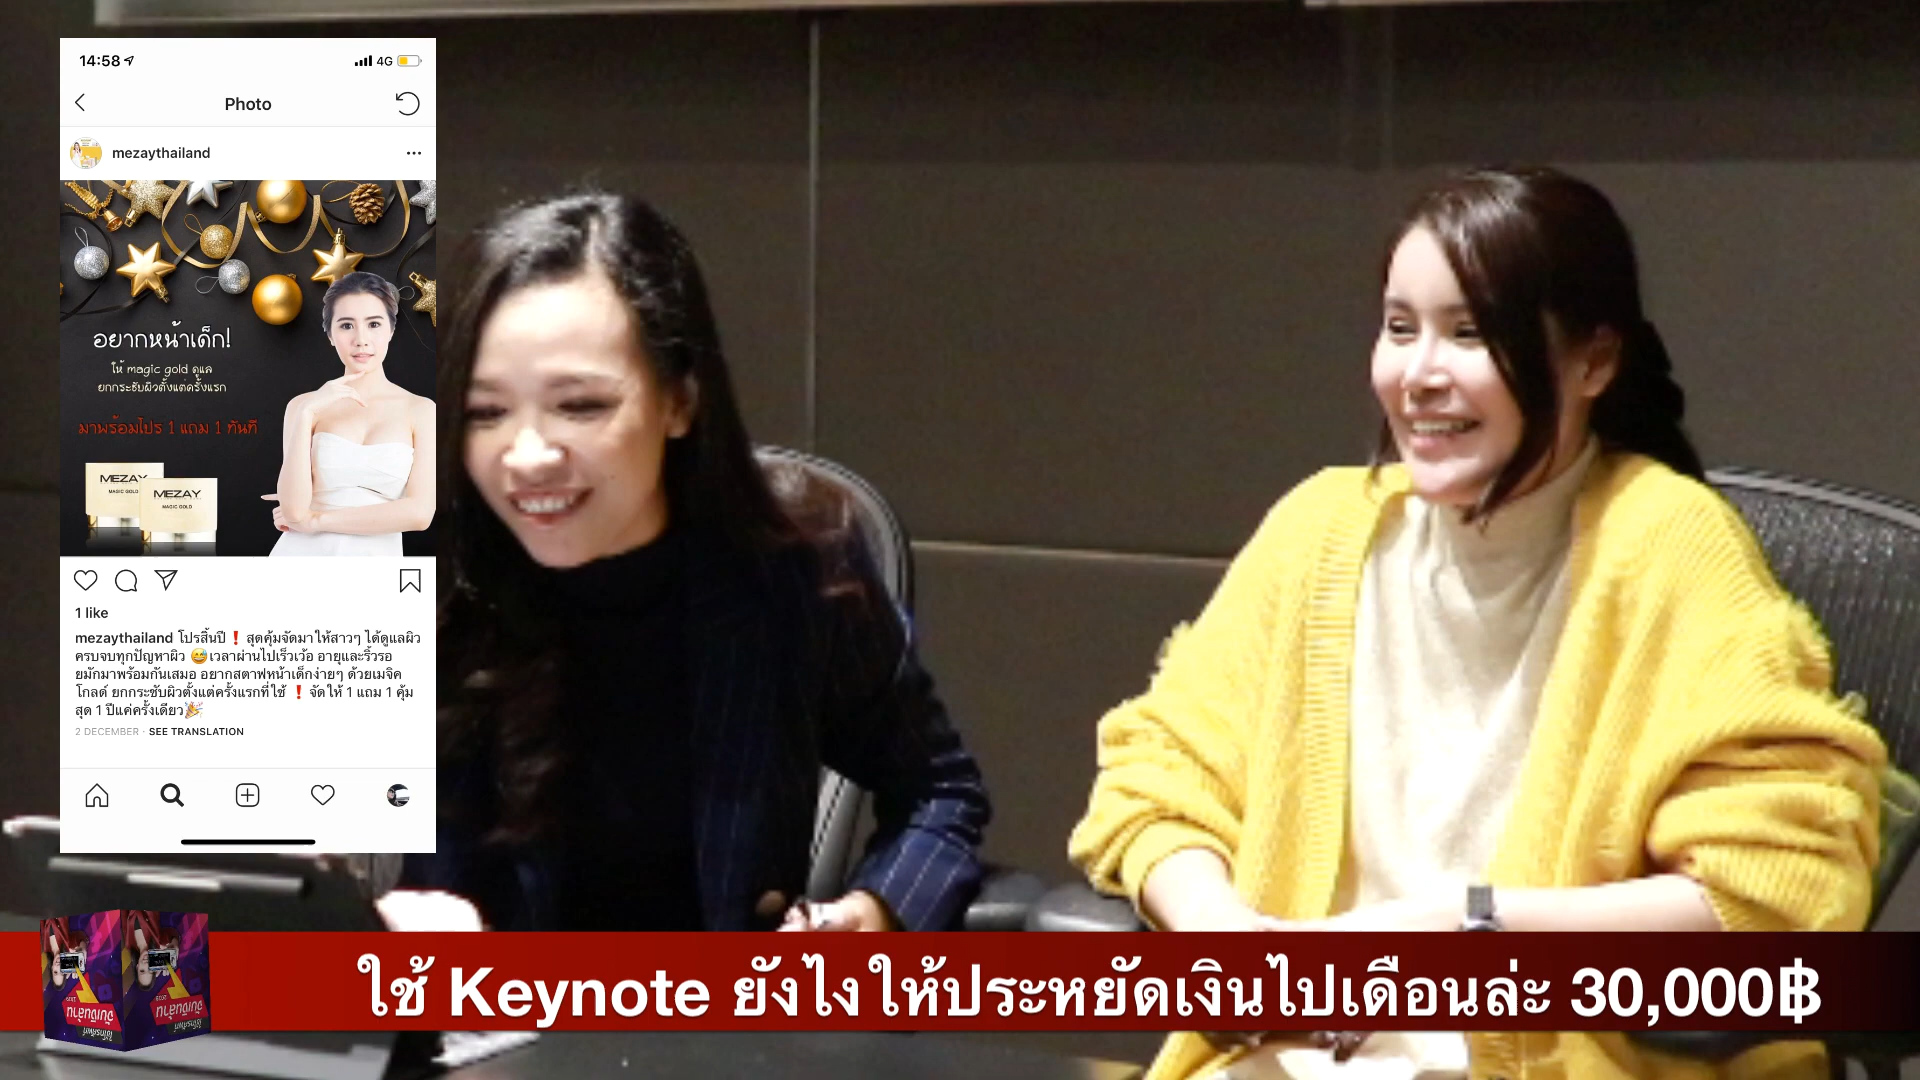 14:58
4G
Photo
mezaythailand
อยากหน้าเด็ก!
ให้ magic gold ดูแล
ยกกระชับผิวตั้งแต่ครั้งแรก
มาพร้อมโปร 1 แถม 1 ทันที
MEZAY
MAGIC GOLD
MEZAY
MAGIC GOLD
1 like
mezaythailand โปรสิ้นปี❗สุดคุ้มจัดมาให้สาวๆ ได้ดูแลผิว
ครบจบทุกปัญหาผิว 😅เวลาผ่านไปเร็วเว้อ อายุและริ้วรอ
ยมักมาพร้อมกันเสมอ อยากสตาฟหน้าเด็กง่ายๆ ด้วยเมจิค
โกลด์ ยกกระชับผิวตั้งแต่ครั้งแรกที่ใช้ ❗จัดให้ 1 แถม 1 คุ้ม
สุด 1 ปีแค่ครั้งเดียว🎉
2 DECEMBER · SEE TRANSLATION
ใช้ Keynote ยังไงให้ประหยัดเงินไปเดือนล่ะ 30,000฿